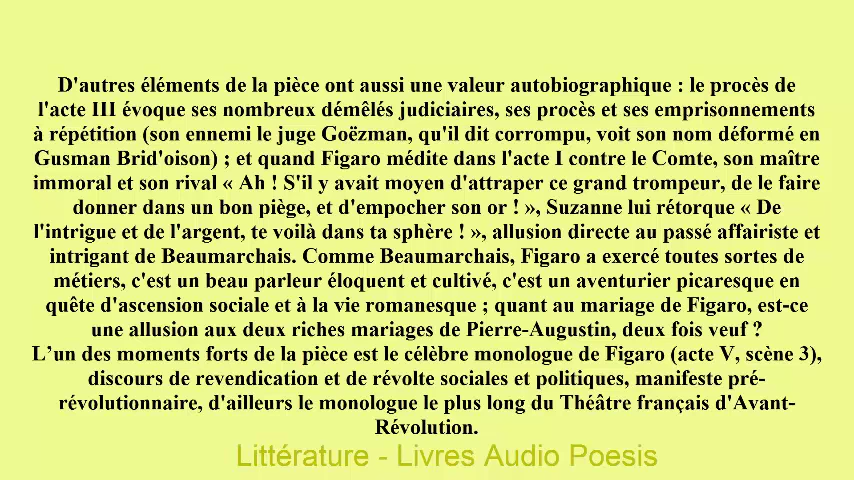 D'autres éléments de la pièce ont aussi une valeur autobiographique : le procès de
l'acte III évoque ses nombreux démêlés judiciaires, ses procès et ses emprisonnements
à répétition (son ennemi le juge Goëzman, qu'il dit corrompu, voit son nom déformé en
Gusman Brid'oison) ; et quand Figaro médite dans l'acte I contre le Comte, son maître
immoral et son rival « Ah ! S'il y avait moyen d'attraper ce grand trompeur, de le faire
donner dans un bon piège, et d'empocher son or ! », Suzanne lui rétorque « De
l'intrigue et de l'argent, te voilà dans ta sphère ! », allusion directe au passé affairiste et
intrigant de Beaumarchais. Comme Beaumarchais, Figaro a exercé toutes sortes de
métiers, c'est un beau parleur éloquent et cultivé, c'est un aventurier picaresque en
quête d'ascension sociale et à la vie romanesque ; quant au mariage de Figaro, est-ce
une allusion aux deux riches mariages de Pierre-Augustin, deux fois veuf ?
L’un des moments forts de la pièce est le célèbre monologue de Figaro (acte V, scène 3),
discours de revendication et de révolte sociales et politiques, manifeste pré-
révolutionnaire, d'ailleurs le monologue le plus long du Théâtre français d'Avant-
Révolution.
Littérature - Livres Audio Poesis